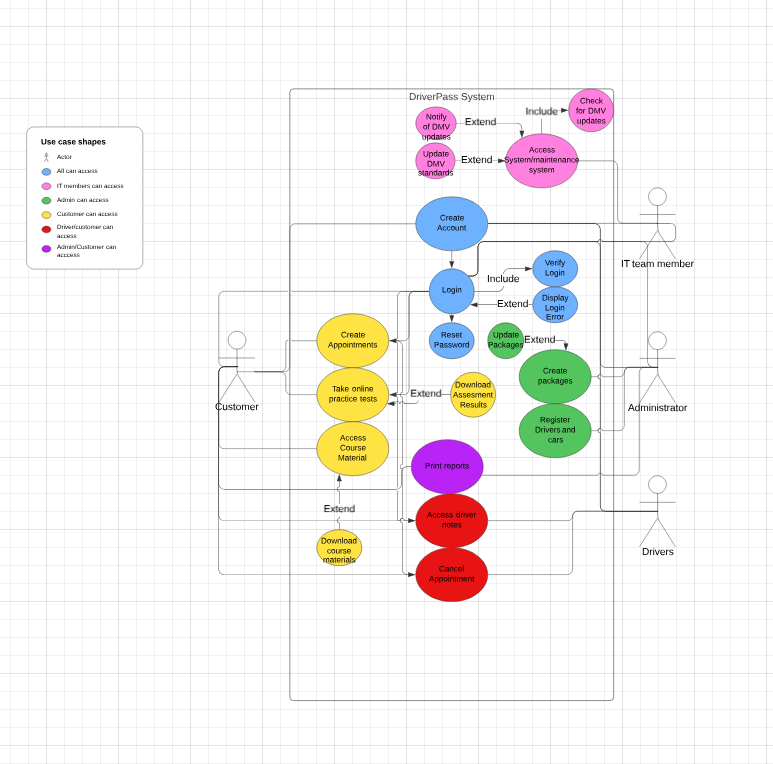 DriverPass System
Notify
of DMV
updates
Extend
Include
Check
for DMV
updates
Update
DMV
standards
Extend
Access
System/maintenance
system
Use case shapes
Actor
All can access
IT members can access
Admin can access
Customer can access
Driver/customer can
access
Admin/Customer can
acccess
Create
Account
IT team member
Login
Include
Verify
Login
Extend
Display
Login
Error
Reset
Password
Update
Packages
Extend
Create
Appointments
Create
packages
Customer
Take online
practice tests
Extend
Download
Assesment
Results
Administrator
Register
Drivers and
cars
Access
Course
Material
Print reports
Extend
Access driver
notes
Download
course
materials
Drivers
Cancel
Appointment